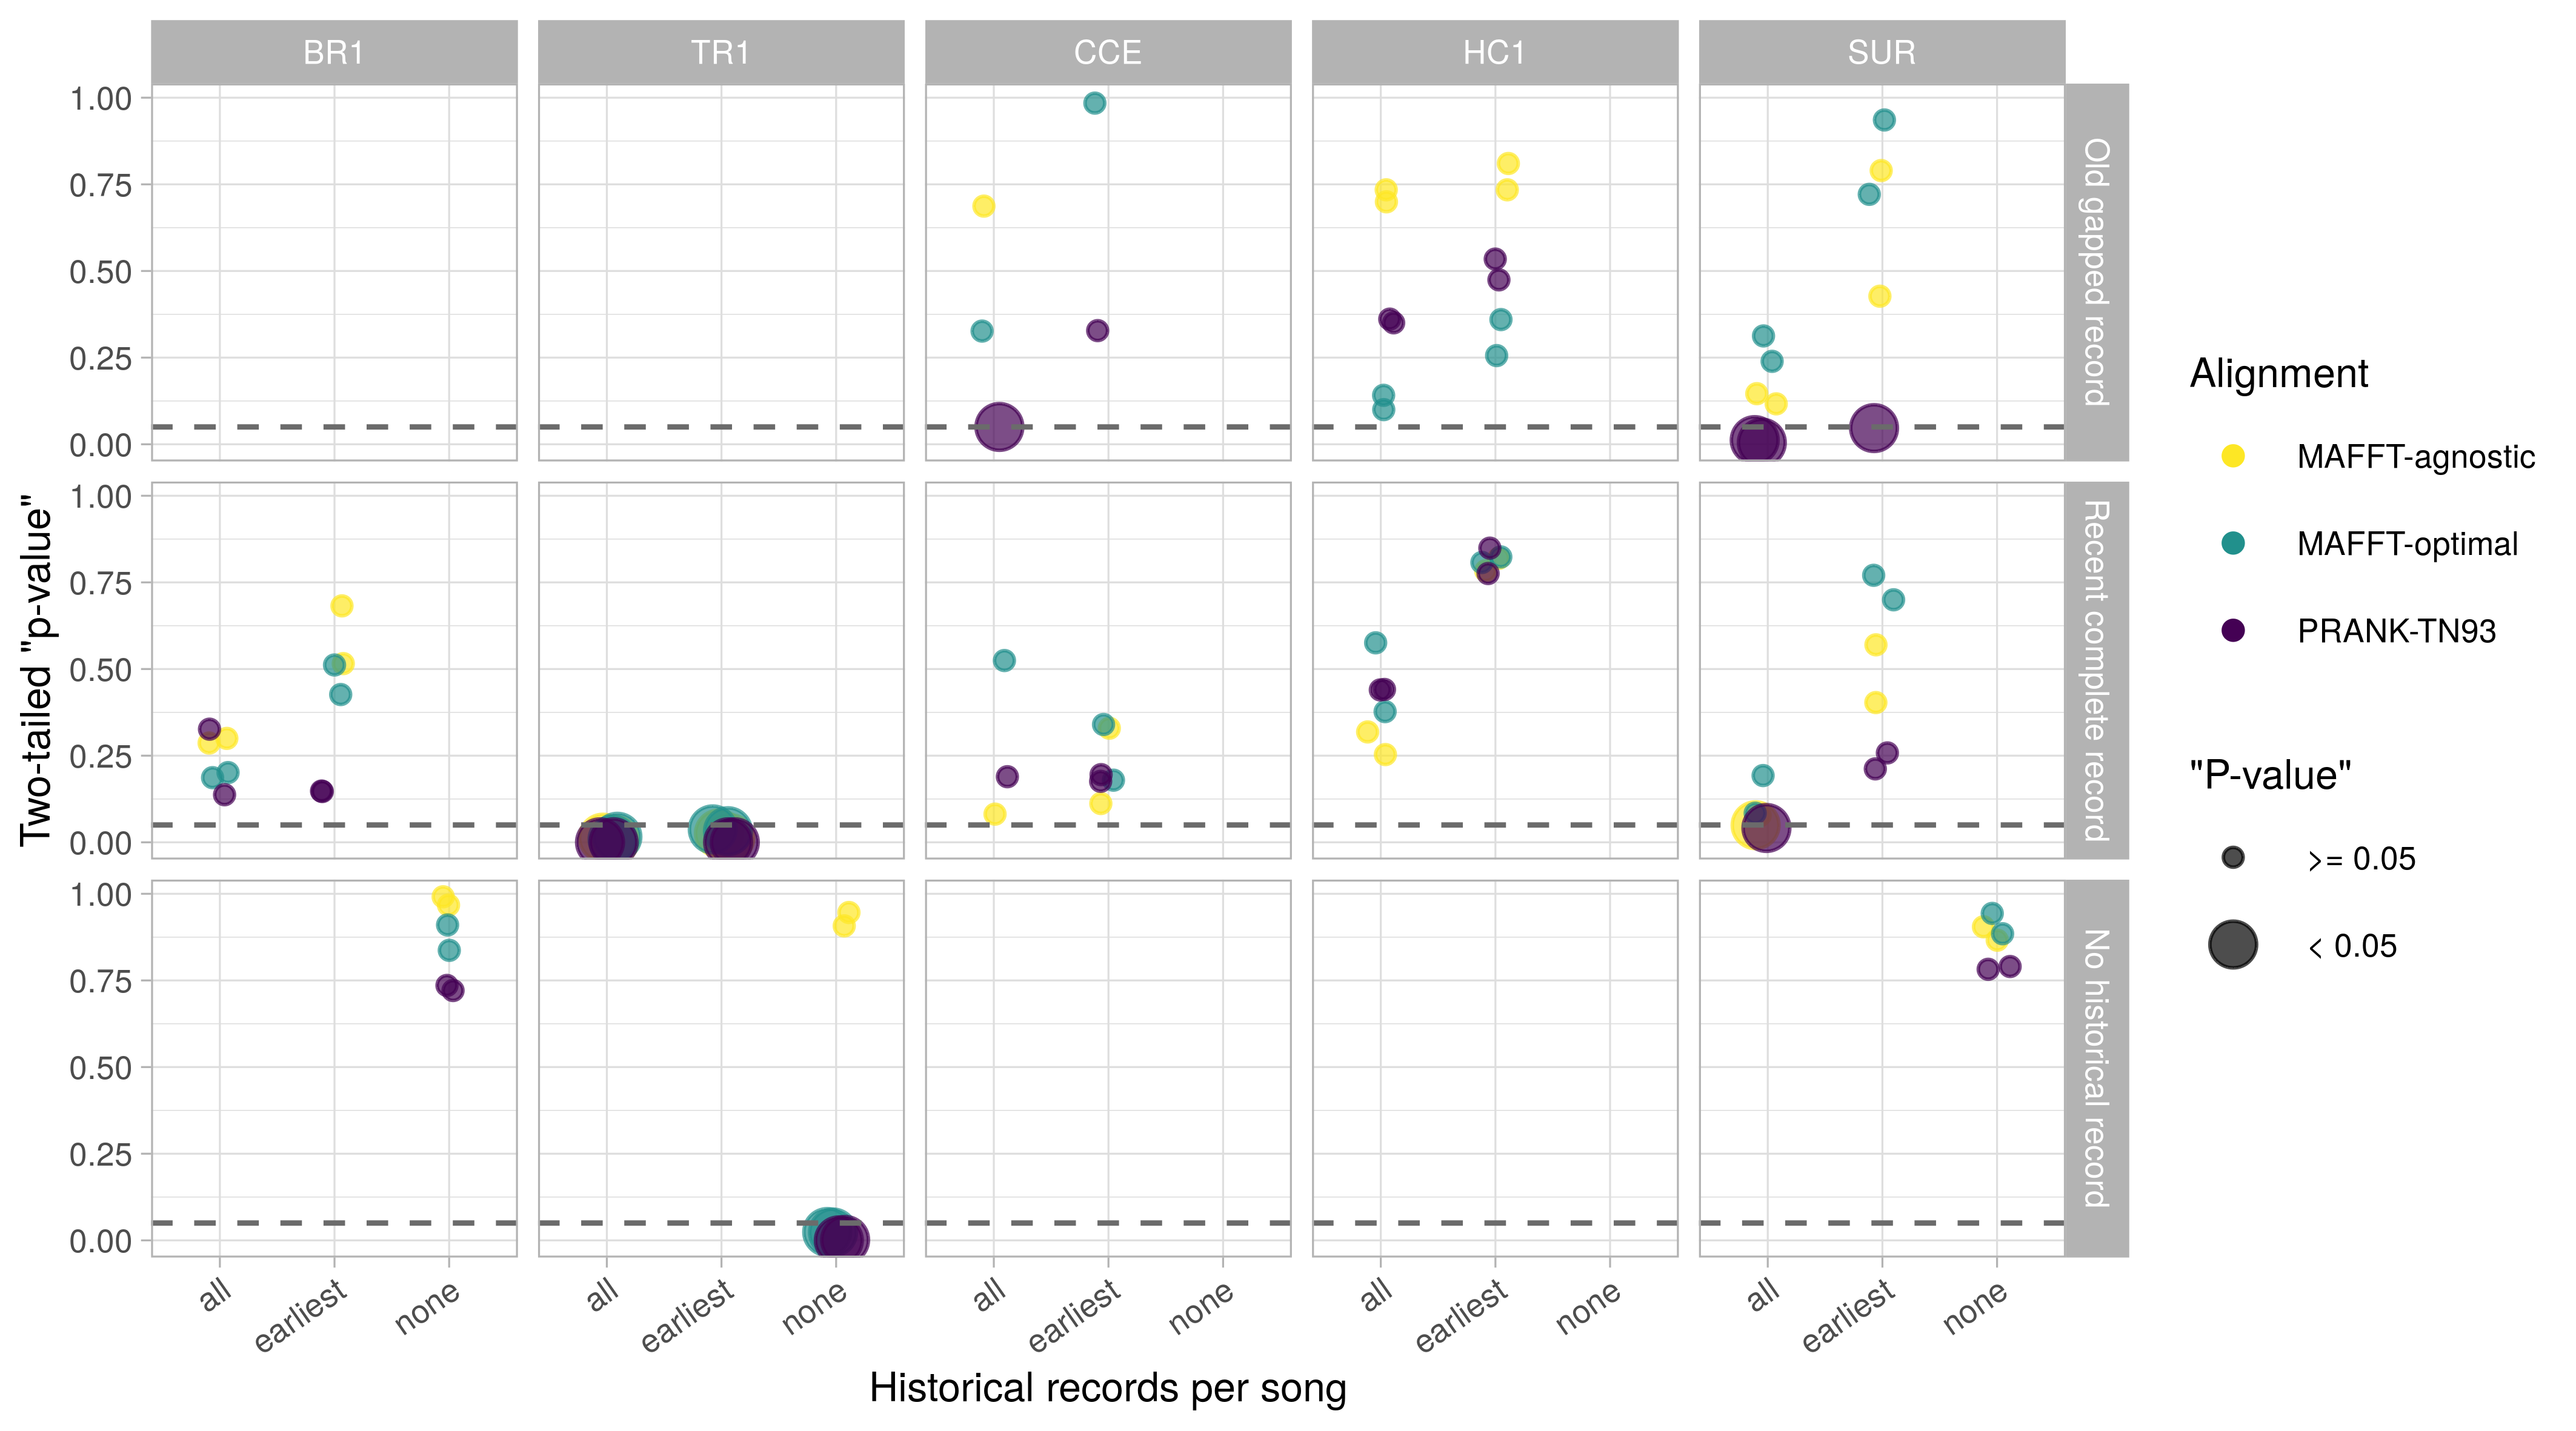 BR1 TR1 CCE HC1 SUR
1.00
0.75
0.50
0.25
0.00
Old gapped record
1.00
0.75
0.50
0.25
0.00
Recent complete record
1.00
0.75
0.50
0.25
0.00
No historical record
Two-tailed "p-value"
all earliest none all earliest none all earliest none all earliest none all earliest none
Historical records per song
Alignment
MAFFT-agnostic
MAFFT-optimal
PRANK-TN93
"P-value"
>= 0.05
< 0.05